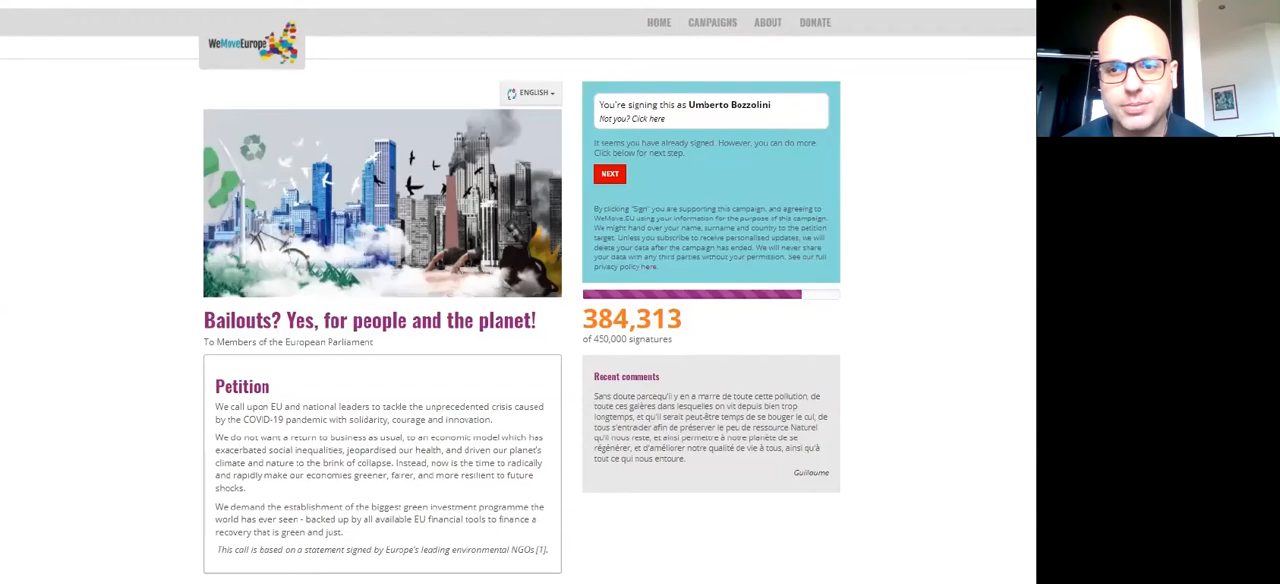 HOME CAMPAIGNS ABOUT DONATE
WeMoveEurope
ENGLISH
You're signing this as Umberto Bozzolini
Not you? Click here
It seems you have already signed. However, you can do more.
Click below for next step.
NEXT
By clicking "Sign" you are supporting this campaign, and agreeing to
WeMove.EU using your information for the purpose of this campaign.
We might hand over your name, surname and country to the petition
target. Unless you subscribe to receive personalised updates, we will
delete your data after the campaign has ended. We will never share
your data with any third parties without your permission. See our full
privacy policy here.
384,313
of 450,000 signatures
Bailouts? Yes, for people and the planet!
To Members of the European Parliament
Petition
We call upon EU and national leaders to tackle the unprecedented crisis caused
by the COVID-19 pandemic with solidarity, courage and innovation.
We do not want a return to business as usual, to an economic model which has
exacerbated social inequalities, jeopardised our health, and driven our planet's
climate and nature to the brink of collapse. Instead, now is the time to radically
and rapidly make our economies greener, fairer, and more resilient to future
shocks.
We demand the establishment of the biggest green investment programme the
world has ever seen - backed up by all available EU financial tools to finance a
recovery that is green and just.
This call is based on a statement signed by Europe's leading environmental NGOs [1].
Recent comments
Sans doute parcequ'il y en a marre de toute cette pollution, de
toute ces galères dans lesquelles on vit depuis bien trop
longtemps, et qu'il serait peut-être temps de se bouger le cul, de
tous s'entraider afin de préserver le peu de ressource Naturel
qu'il nous reste, et ainsi permettre à notre planète de se
régénérer, et d'améliorer notre qualité de vie à tous, ainsi qu'à
tout ce qui nous entoure.
Guillaume